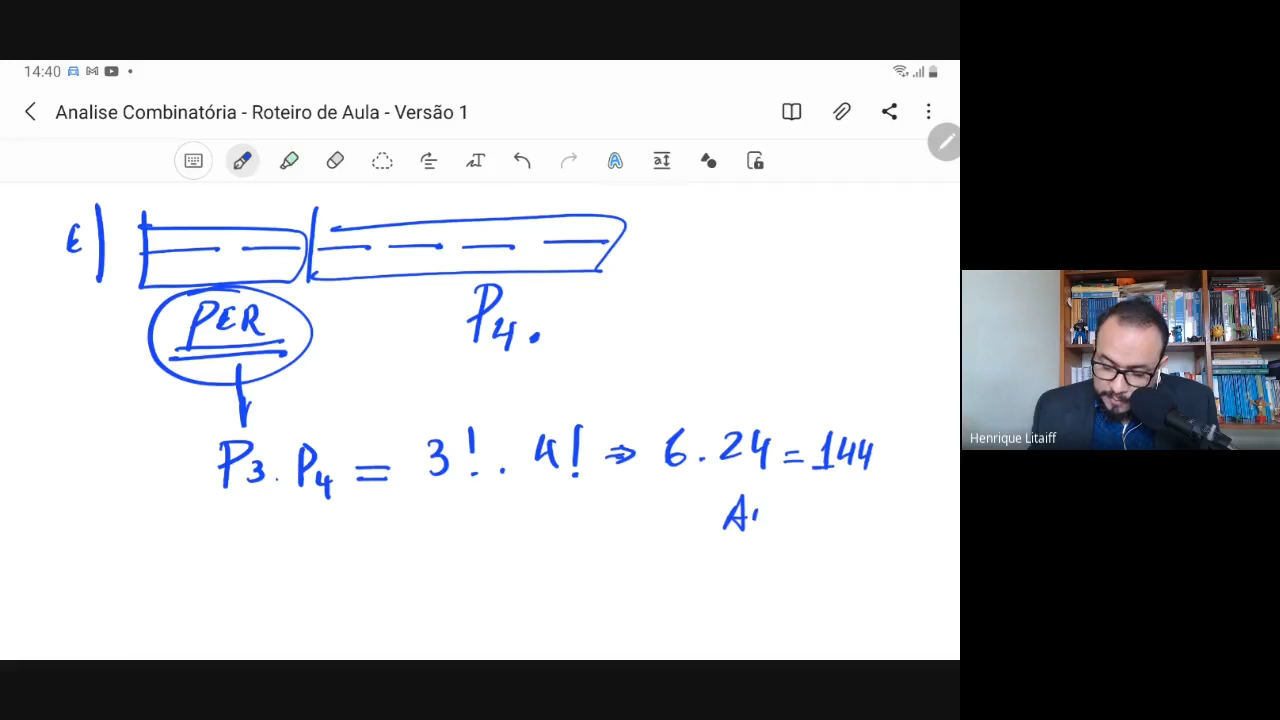 14:40
Analise Combinatória - Roteiro de Aula - Versão 1
E)
PER
P4.
P3 . P4 = 3! . 4! => 6 . 24 = 144
Henrique Litaiff